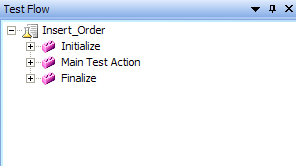 Test Flow
Insert_Order
Initialize
Main Test Action
Finalize